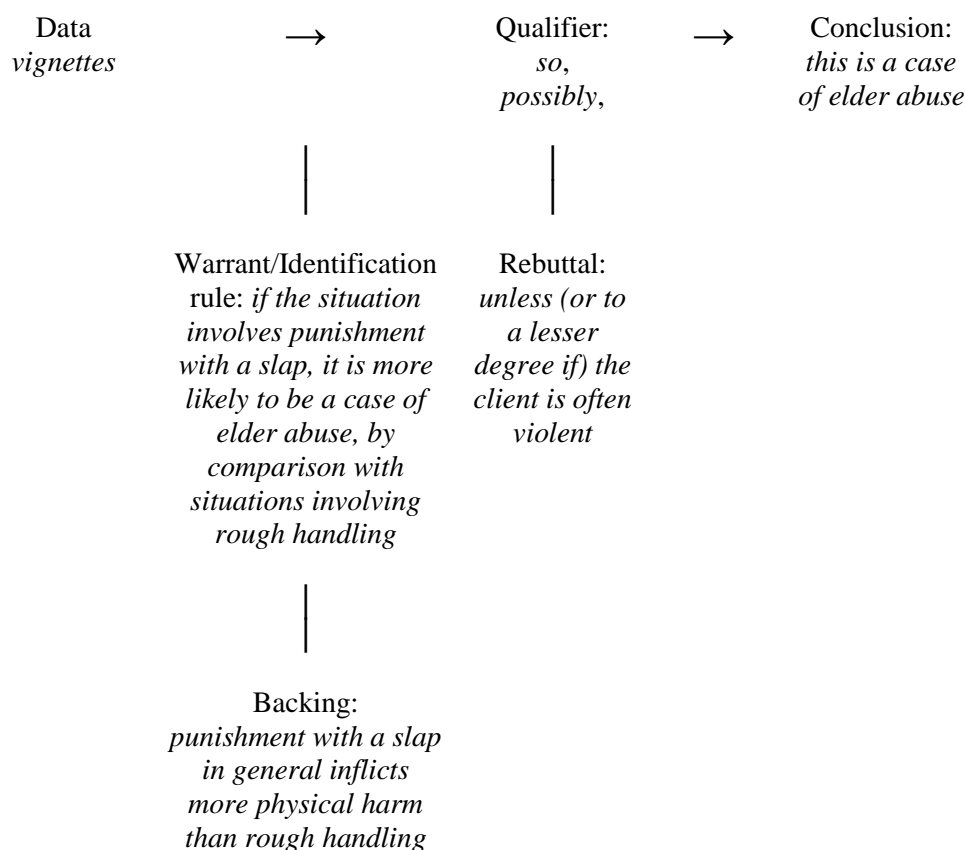 Data
vignettes
→
Qualifier:
so,
possibly,
→
Conclusion:
this is a case
of elder abuse
Warrant/Identification
rule: if the situation
involves punishment
with a slap, it is more
likely to be a case of
elder abuse, by
comparison with
situations involving
rough handling
Rebuttal:
unless (or to
a lesser
degree if) the
client is often
violent
Backing:
punishment with a slap
in general inflicts
more physical harm
than rough handling